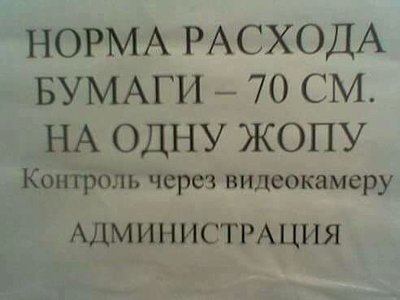 НОРМА РАСХОДА
БУМАГИ – 70 СМ.
НА ОДНУ ЖОПУ
Контроль через видеокамеру
АДМИНИСТРАЦИЯ